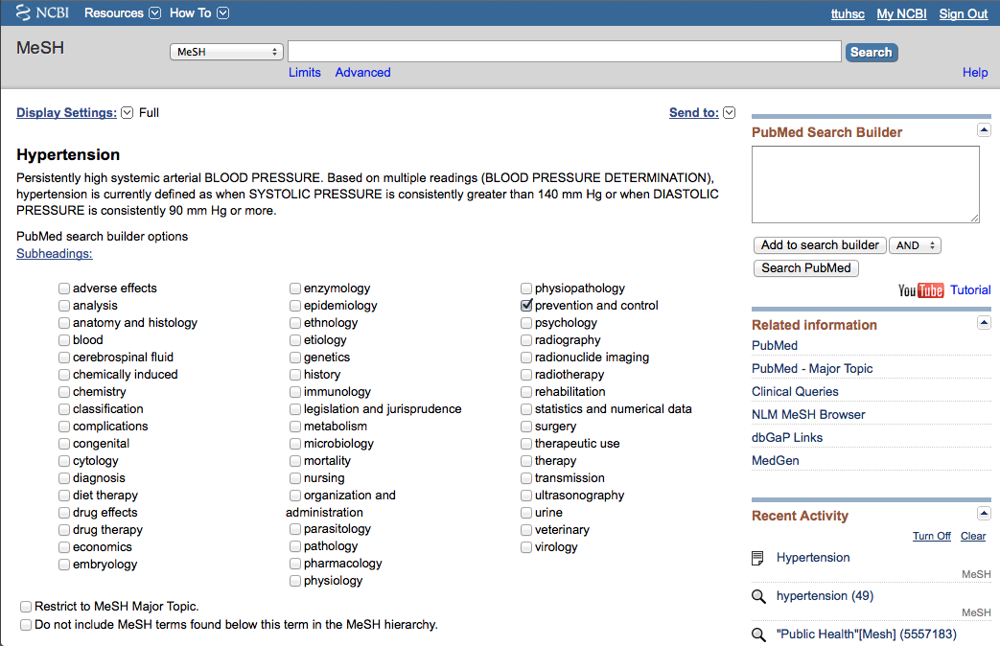 NCBI Resources How To ttuhsc My NCBI Sign Out
MeSH MeSH Search
Limits Advanced Help
Display Settings: Full Send to:
Hypertension
Persistently high systemic arterial BLOOD PRESSURE. Based on multiple readings (BLOOD PRESSURE DETERMINATION),
hypertension is currently defined as when SYSTOLIC PRESSURE is consistently greater than 140 mm Hg or when DIASTOLIC
PRESSURE is consistently 90 mm Hg or more.
PubMed search builder options
Subheadings:
adverse effects
analysis
anatomy and histology
blood
cerebrospinal fluid
chemically induced
chemistry
classification
complications
congenital
cytology
diagnosis
diet therapy
drug effects
drug therapy
economics
embryology
enzymology
epidemiology
ethnology
etiology
genetics
history
immunology
legislation and jurisprudence
metabolism
microbiology
mortality
nursing
organization and
administration
parasitology
pathology
pharmacology
physiology
physiopathology
prevention and control
psychology
radiography
radionuclide imaging
radiotherapy
rehabilitation
statistics and numerical data
surgery
therapeutic use
therapy
transmission
ultrasonography
urine
veterinary
virology
Restrict to MeSH Major Topic.
Do not include MeSH terms found below this term in the MeSH hierarchy.
PubMed Search Builder
Add to search builder AND
Search PubMed
YouTube Tutorial
Related information
PubMed
PubMed - Major Topic
Clinical Queries
NLM MeSH Browser
dbGaP Links
MedGen
Recent Activity
Turn Off Clear
Hypertension
MeSH
hypertension (49)
MeSH
"Public Health"[Mesh] (5557183)